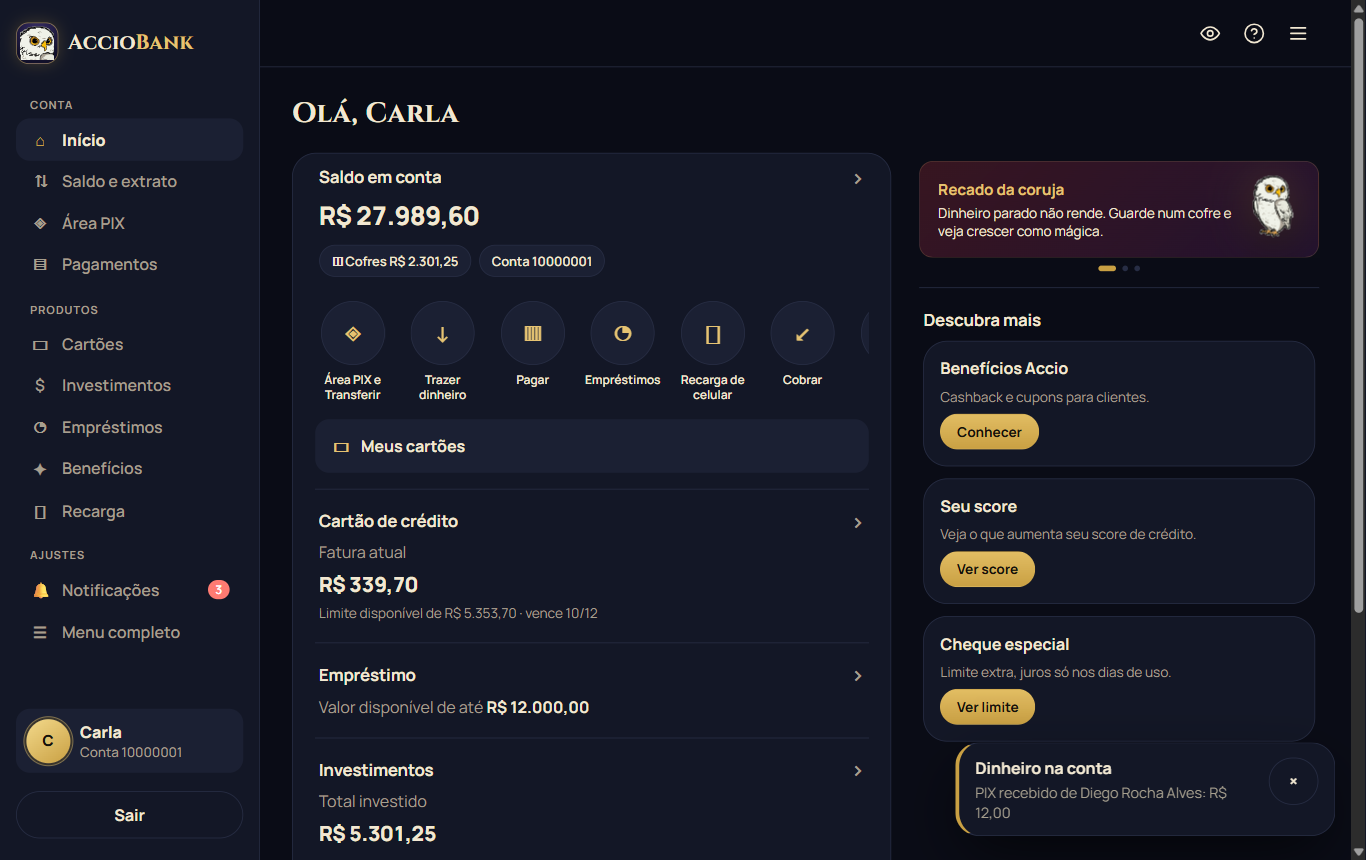 ACCIOBANK
CONTA
Início
Saldo e extrato
Área PIX
Pagamentos
PRODUTOS
Cartões
Investimentos
Empréstimos
Benefícios
Recarga
AJUSTES
Notificações 3
Menu completo
C
Carla
Conta 10000001
Sair
OLÁ, CARLA
Saldo em conta
R$ 27.989,60
Cofres R$ 2.301,25
Conta 10000001
Área PIX e
Transferir
Trazer
dinheiro
Pagar
Empréstimos
Recarga de
celular
Cobrar
Meus cartões
Cartão de crédito
Fatura atual
R$ 339,70
Limite disponível de R$ 5.353,70 · vence 10/12
Empréstimo
Valor disponível de até R$ 12.000,00
Investimentos
Total investido
R$ 5.301,25
Recado da coruja
Dinheiro parado não rende. Guarde num cofre e
veja crescer como mágica.
Descubra mais
Benefícios Accio
Cashback e cupons para clientes.
Conhecer
Seu score
Veja o que aumenta seu score de crédito.
Ver score
Cheque especial
Limite extra, juros só nos dias de uso.
Ver limite
Dinheiro na conta
PIX recebido de Diego Rocha Alves: R$
12,00